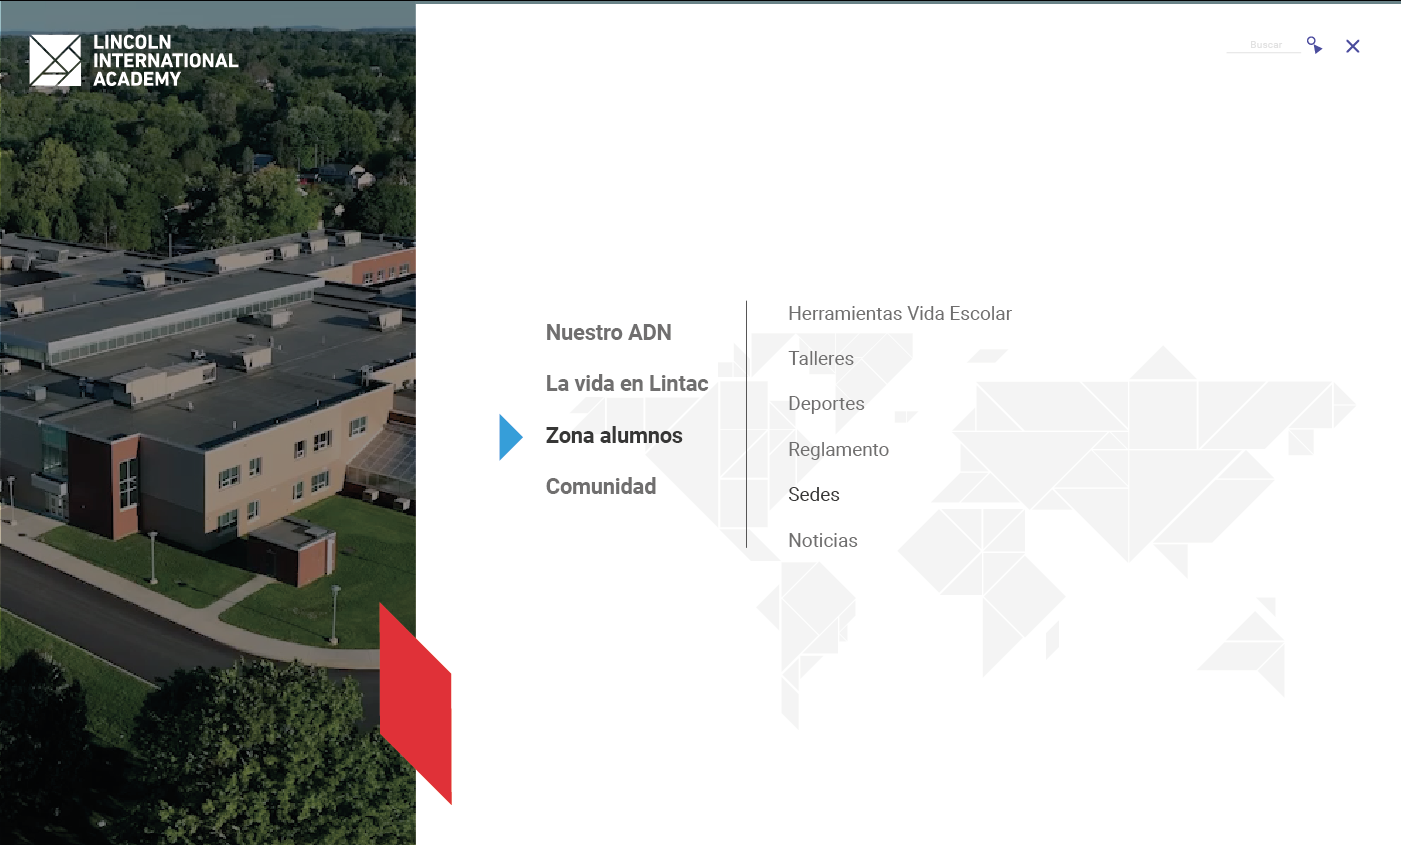 LINCOLN
INTERNATIONAL
ACADEMY
Buscar
Nuestro ADN
La vida en Lintac
Zona alumnos
Comunidad
Herramientas Vida Escolar
Talleres
Deportes
Reglamento
Sedes
Noticias